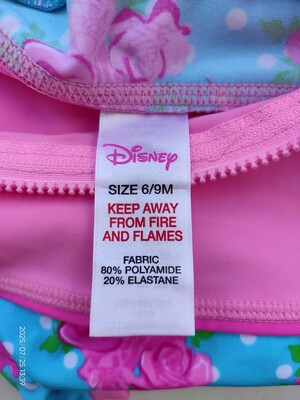 Disney
SIZE 6/9M
KEEP AWAY
FROM FIRE
AND FLAMES
FABRIC
80% POLYAMIDE
20% ELASTANE
2025/07/25 13:39